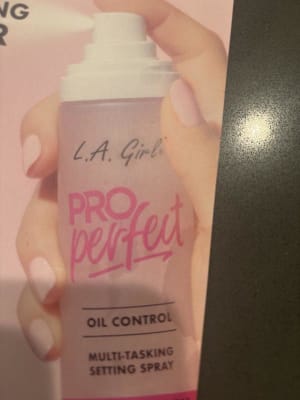 NG
R
L.A. Girl
PRO
perfect
OIL CONTROL
MULTI-TASKING
SETTING SPRAY